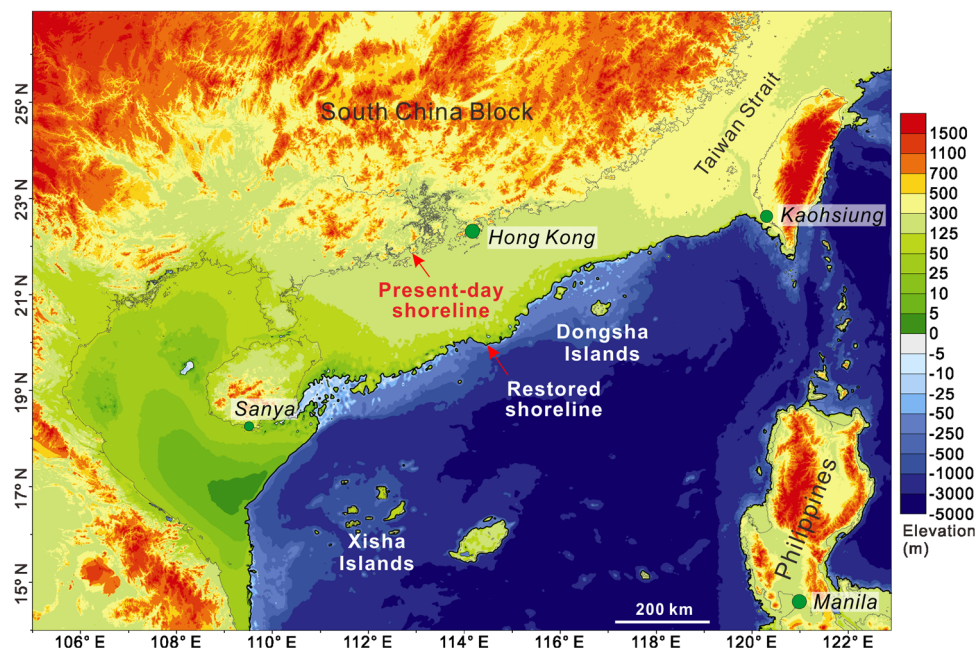 South China Block
Taiwan Strait
Kaohsiung
Hong Kong
Present-day
shoreline
Dongsha
Islands
Restored
shoreline
Sanya
Xisha
Islands
Philippines
Manila
200 km
25° N
23° N
21° N
19° N
17° N
15° N
106° E
108° E
110° E
112° E
114° E
116° E
118° E
120° E
122° E
1500
1100
700
500
300
125
50
25
10
5
0
-5
-10
-25
-50
-250
-500
-1000
-3000
-5000
Elevation
(m)